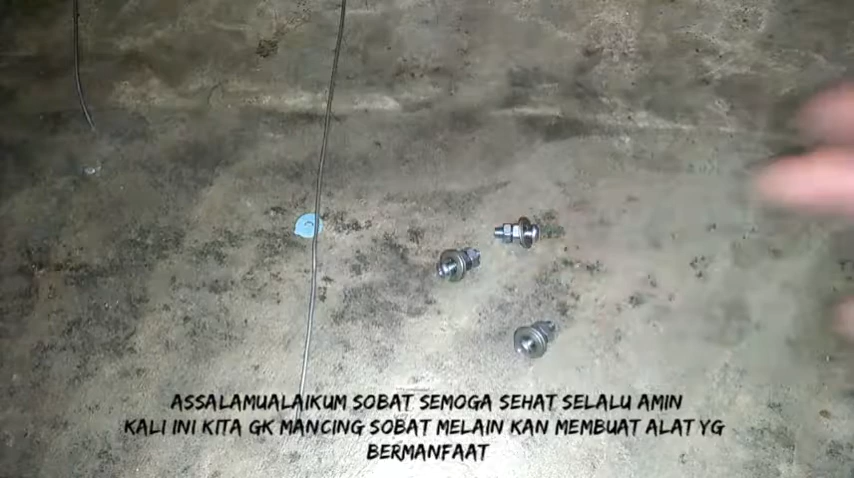 ASSALAMUALAIKUM SOBAT SEMOGA SEHAT SELALU AMIN
KALI INI KITA GK MANCING SOBAT MELAIN KAN MEMBUAT ALAT YG
BERMANFAAT